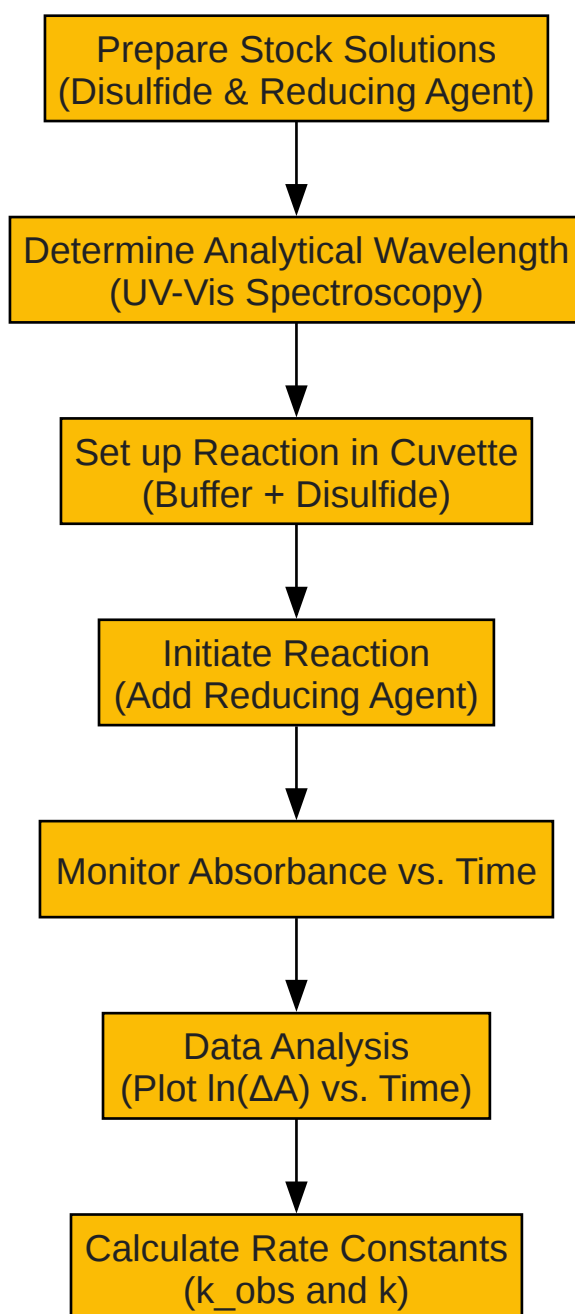 Prepare Stock Solutions
(Disulfide & Reducing Agent)
Determine Analytical Wavelength
(UV-Vis Spectroscopy)
Set up Reaction in Cuvette
(Buffer + Disulfide)
Initiate Reaction
(Add Reducing Agent)
Monitor Absorbance vs. Time
Data Analysis
(Plot ln(ΔA) vs. Time)
Calculate Rate Constants
(k_obs and k)